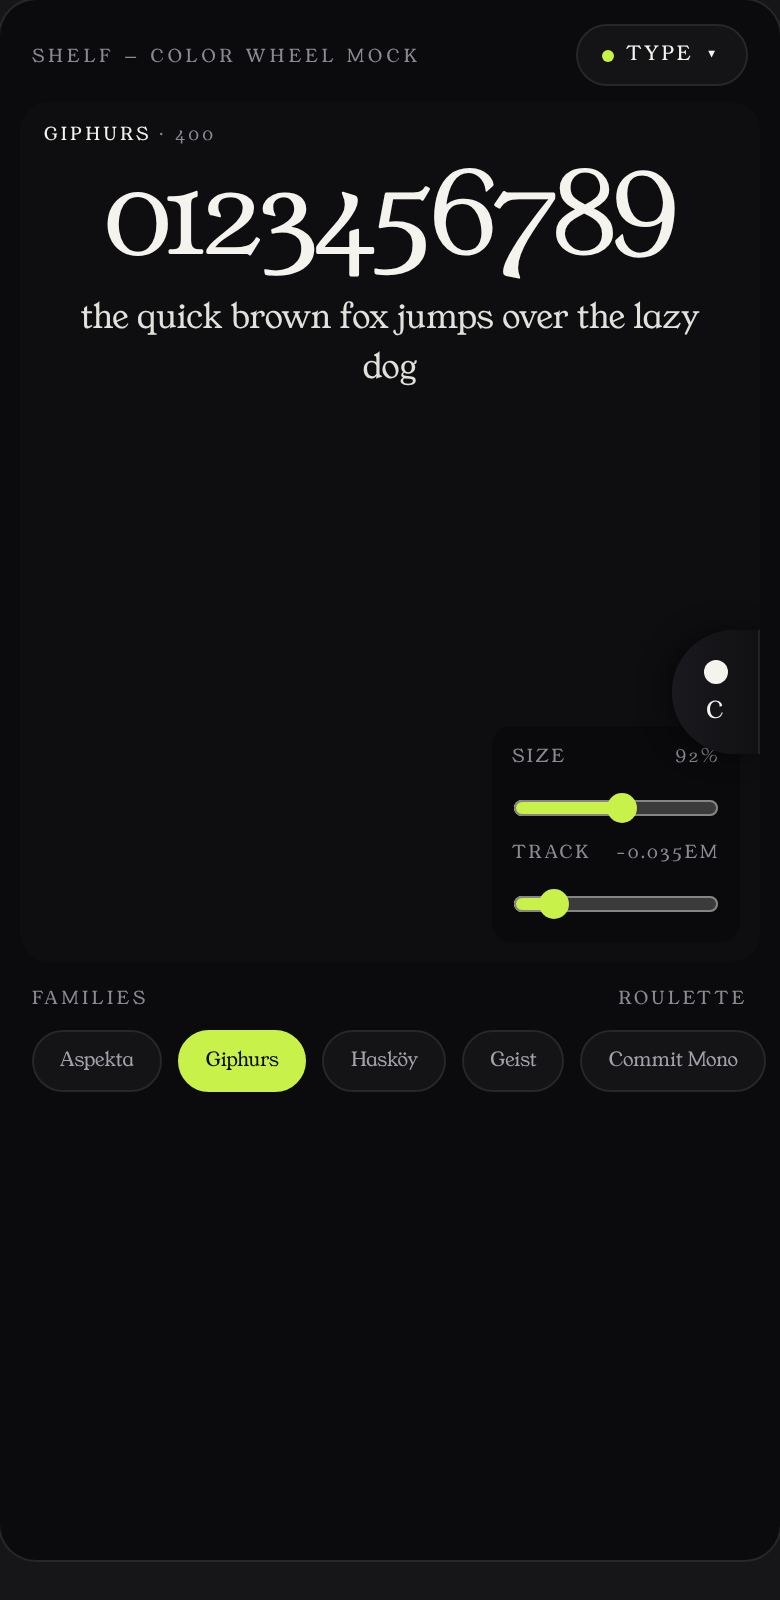 SHELF — COLOR WHEEL MOCK
TYPE ▾
GIPHURS · 400
0123456789
the quick brown fox jumps over the lazy
dog
C
SIZE 92%
TRACK -0.035EM
FAMILIES ROULETTE
Aspekta Giphurs Hasköy Geist Commit Mono